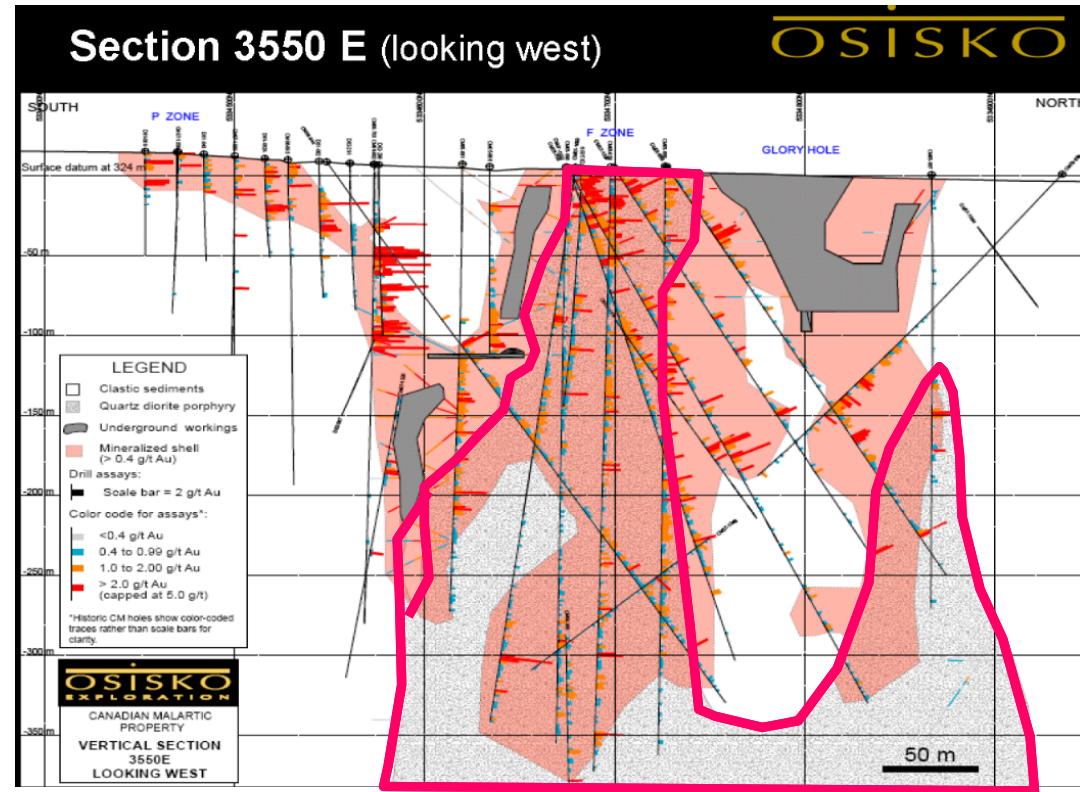 Section 3550 E (looking west)
OSISKO
SOUTH
NORTH
P ZONE
F ZONE
GLORY HOLE
Surface datum at 324 m
-50 m
-100 m
-150 m
-200 m
-250 m
-300 m
-350 m
LEGEND
Clastic sediments
Quartz diorite porphyry
Underground workings
Mineralized shell
(> 0.4 g/t Au)
Drill assays:
Scale bar = 2 g/t Au
Color code for assays*:
<0.4 g/t Au
0.4 to 0.99 g/t Au
1.0 to 2.00 g/t Au
> 2.0 g/t Au
(capped at 5.0 g/t)
*Historic CM holes show color-coded
traces rather than scale bars for
clarity.
OSISKO
EXPLORATION
CANADIAN MALARTIC
PROPERTY
VERTICAL SECTION
3550E
LOOKING WEST
50 m